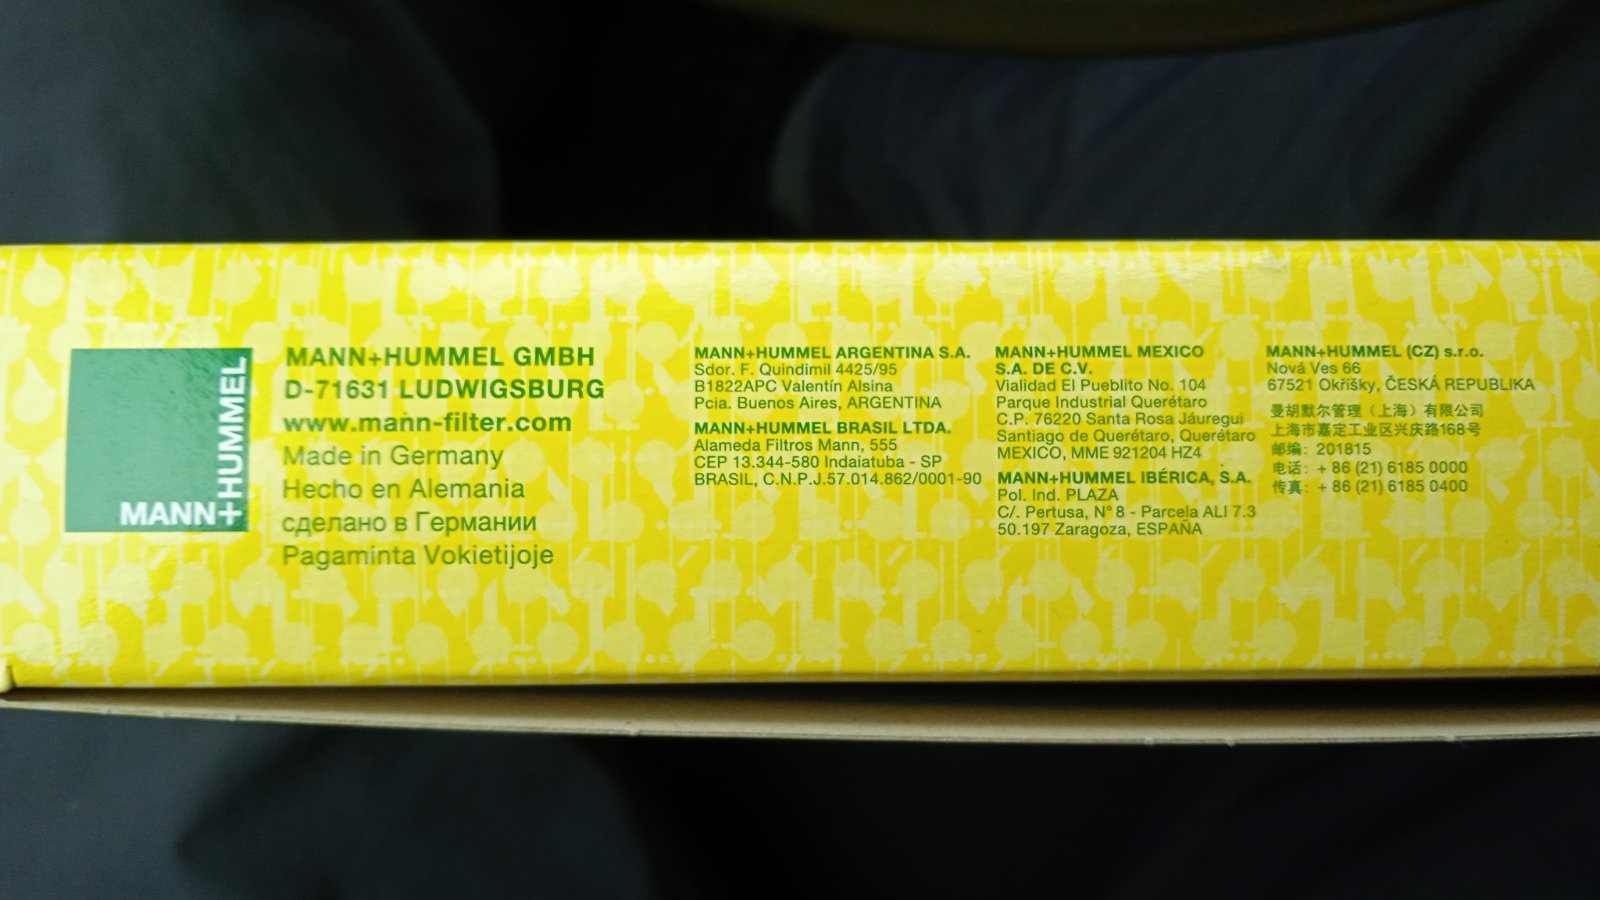 MANN+HUMMEL
MANN+HUMMEL GMBH
D-71631 LUDWIGSBURG
www.mann-filter.com
Made in Germany
Hecho en Alemania
сделано в Германии
Pagaminta Vokietijoje
MANN+HUMMEL ARGENTINA S.A.
Sdor. F. Quindimil 4425/95
B1822APC Valentín Alsina
Pcia. Buenos Aires, ARGENTINA
MANN+HUMMEL BRASIL LTDA.
Alameda Filtros Mann, 555
CEP 13.344-580 Indaiatuba - SP
BRASIL, C.N.P.J.57.014.862/0001-90
MANN+HUMMEL MEXICO
S.A. DE C.V.
Vialidad El Pueblito No. 104
Parque Industrial Querétaro
C.P. 76220 Santa Rosa Jáuregui
Santiago de Querétaro, Querétaro
MEXICO, MME 921204 HZ4
MANN+HUMMEL IBÉRICA, S.A.
Pol. Ind. PLAZA
C/. Pertusa, N° 8 - Parcela ALI 7.3
50.197 Zaragoza, ESPAÑA
MANN+HUMMEL (CZ) s.r.o.
Nová Ves 66
67521 Okříšky, ČESKÁ REPUBLIKA
曼胡默尔管理（上海）有限公司
上海市嘉定工业区兴庆路168号
邮编：201815
电话：+ 86 (21) 6185 0000
传真：+ 86 (21) 6185 0400